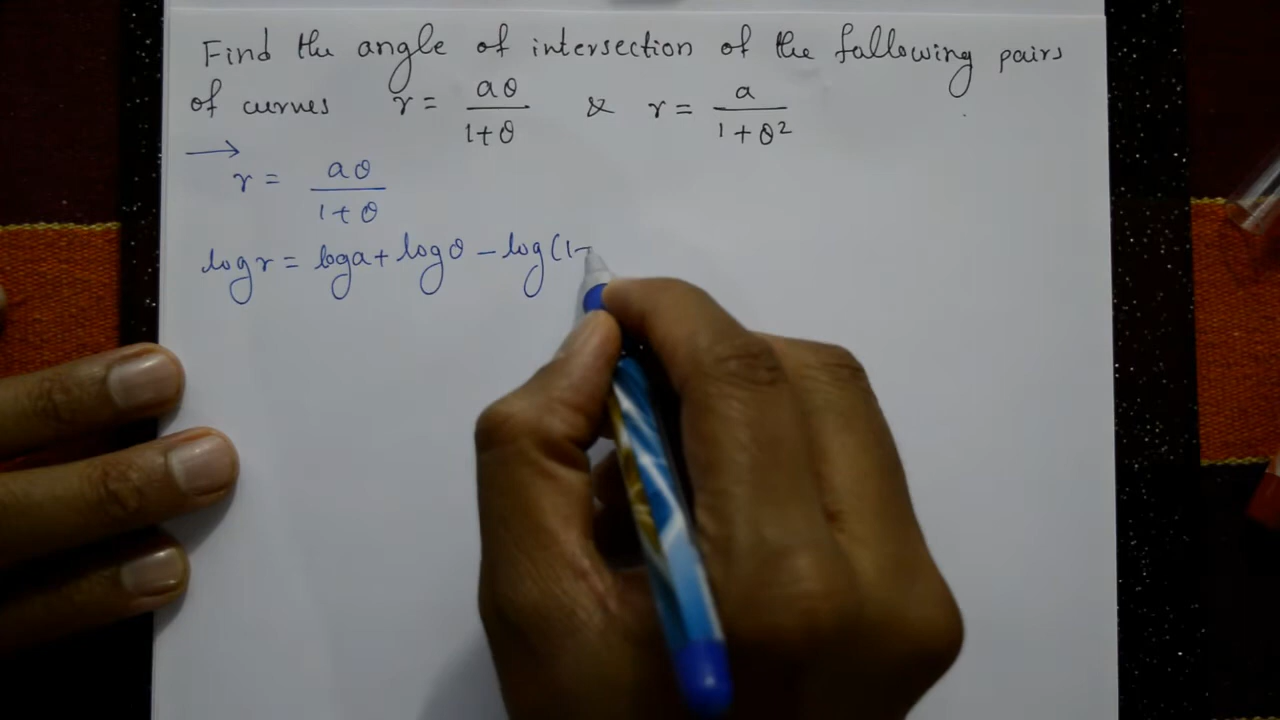 Find the angle of intersection of the following pairs
of curves r = aθ/1+θ & r = a/1+θ²
→ r = aθ/1+θ
log r = log a + log θ − log(1+